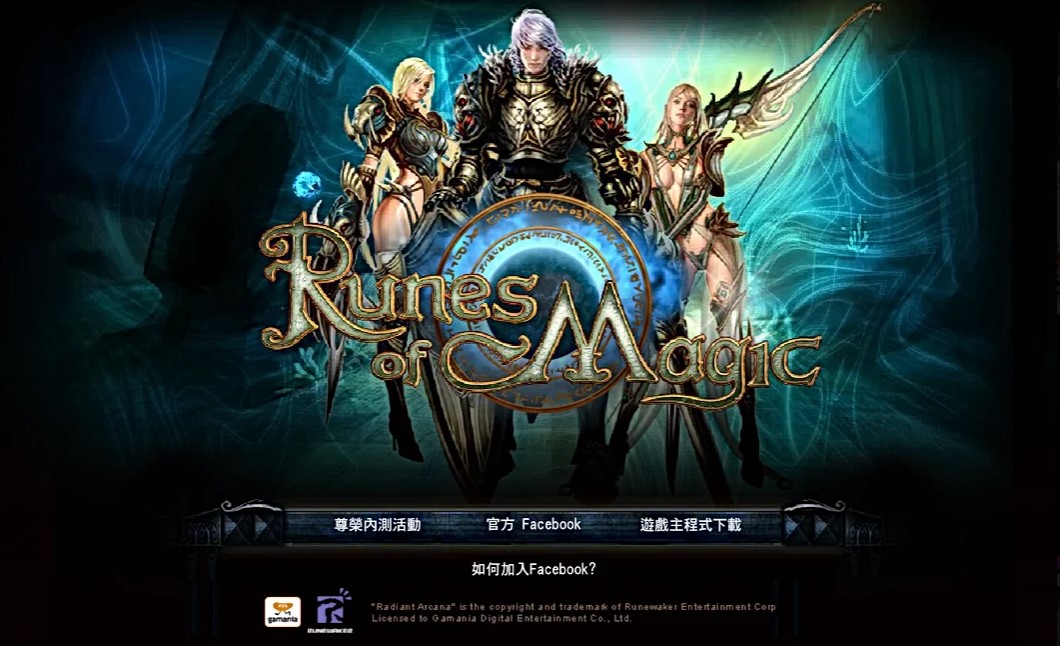 Runes
of Magic
尊榮內測活動 官方 Facebook 遊戲主程式下載
如何加入Facebook?
gamania
RUNEWAKER
"Radiant Arcana" is the copyright and trademark of Runewaker Entertainment Corp
Licensed to Gamania Digital Entertainment Co., Ltd.